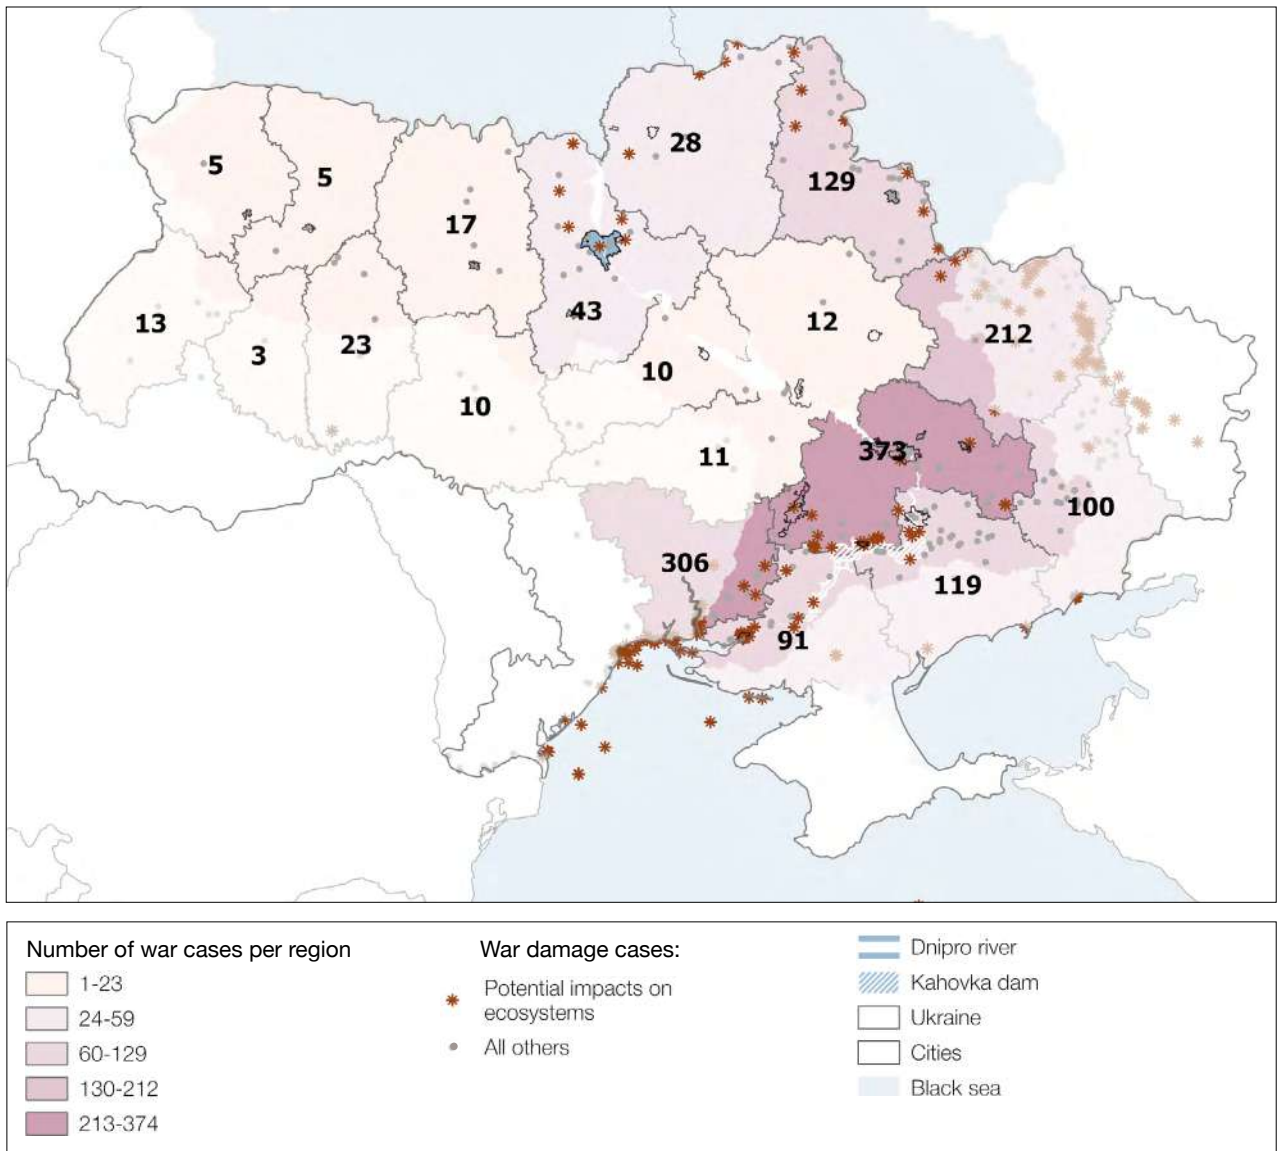 28
5
5
129
17
43
13
12
212
3
23
10
10
11
373
100
306
119
91
Number of war cases per region
1-23
24-59
60-129
130-212
213-374
War damage cases:
Potential impacts on
ecosystems
All others
Dnipro river
Kahovka dam
Ukraine
Cities
Black sea